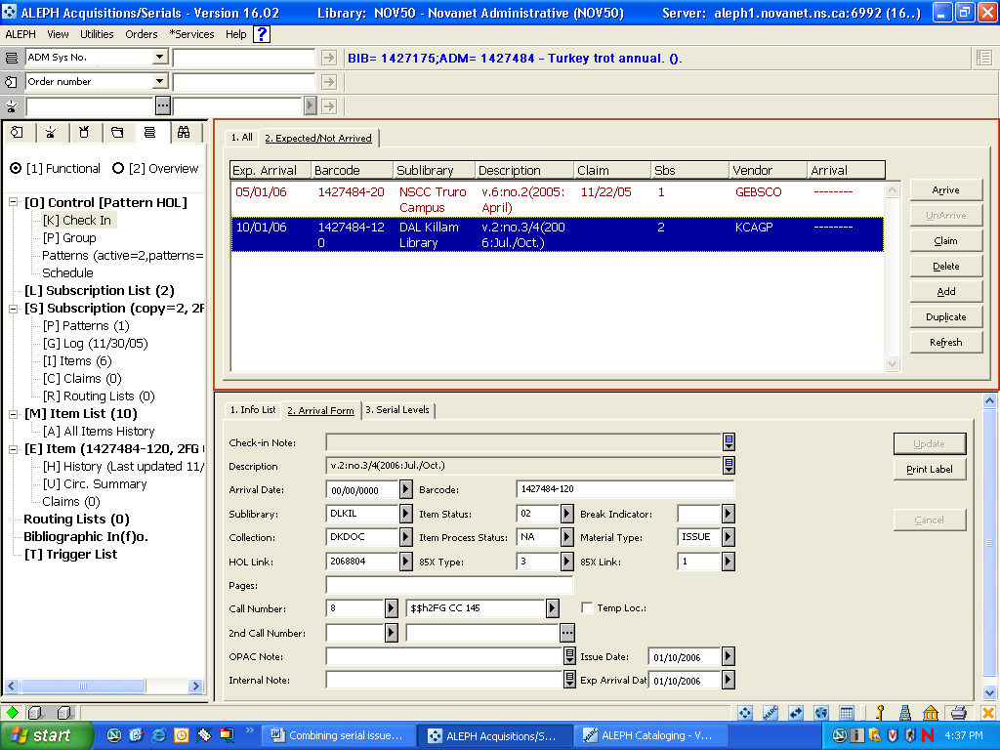 ALEPH Acquisitions/Serials - Version 16.02 Library: NOV50 - Novanet Administrative (NOV50) Server: aleph1.novanet.ns.ca:6992 (16..)
ALEPH View Utilities Orders *Services Help ?
ADM Sys No. BIB= 1427175;ADM= 1427484 - Turkey trot annual. ().
Order number
[1] Functional [2] Overview
[O] Control [Pattern HOL]
[K] Check In
[P] Group
Patterns (active=2,patterns=
Schedule
[L] Subscription List (2)
[S] Subscription (copy=2, 2F
[P] Patterns (1)
[G] Log (11/30/05)
[I] Items (6)
[C] Claims (0)
[R] Routing Lists (0)
[M] Item List (10)
[A] All Items History
[E] Item (1427484-120, 2FG
[H] History (Last updated 11/
[U] Circ. Summary
Claims (0)
Routing Lists (0)
Bibliographic In(f)o.
[T] Trigger List
1. All 2. Expected/Not Arrived
Exp. Arrival Barcode Sublibrary Description Claim Sbs Vendor Arrival
05/01/06 1427484-20 NSCC Truro v.6:no.2(2005: 11/22/05 1 GEBSCO --------
Campus April)
10/01/06 1427484-12 DAL Killam v.2:no.3/4(200 2 KCAGP --------
0 Library 6:Jul./Oct.)
Arrive
UnArrive
Claim
Delete
Add
Duplicate
Refresh
1. Info List 2. Arrival Form 3. Serial Levels
Check-in Note:
Description v.2:no.3/4(2006:Jul./Oct.)
Arrival Date: 00/00/0000 Barcode: 1427484-120
Sublibrary: DLKIL Item Status: 02 Break Indicator:
Collection: DKDOC Item Process Status: NA Material Type: ISSUE
HOL Link: 2068804 85X Type: 3 85X Link: 1
Pages:
Call Number: 8 $$h2FG CC 145 Temp Loc.:
2nd Call Number: ...
OPAC Note: Issue Date: 01/10/2006
Internal Note: Exp Arrival Dat 01/10/2006
Update
Print Label
Cancel
start Combining serial issue... ALEPH Acquisitions/S... ALEPH Cataloging - V... 4:37 PM